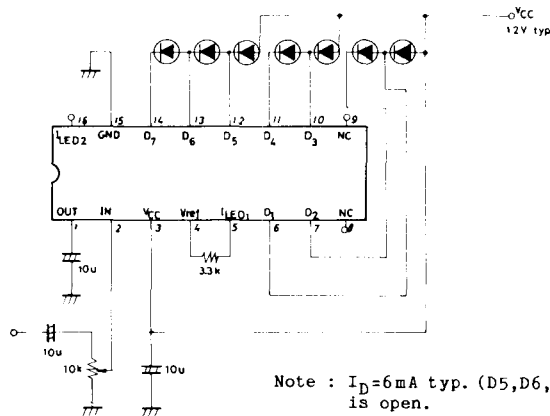 VCC
12V typ
16 15 14 13 12 11 10 9
ILED2 GND D7 D6 D5 D4 D3 NC
OUT IN VCC Vref ILED1 D1 D2 NC
1 2 3 4 5 6 7 8
10u
3.3k
10u
10k
10u
Note : ID=6mA typ. (D5,D6,
is open.